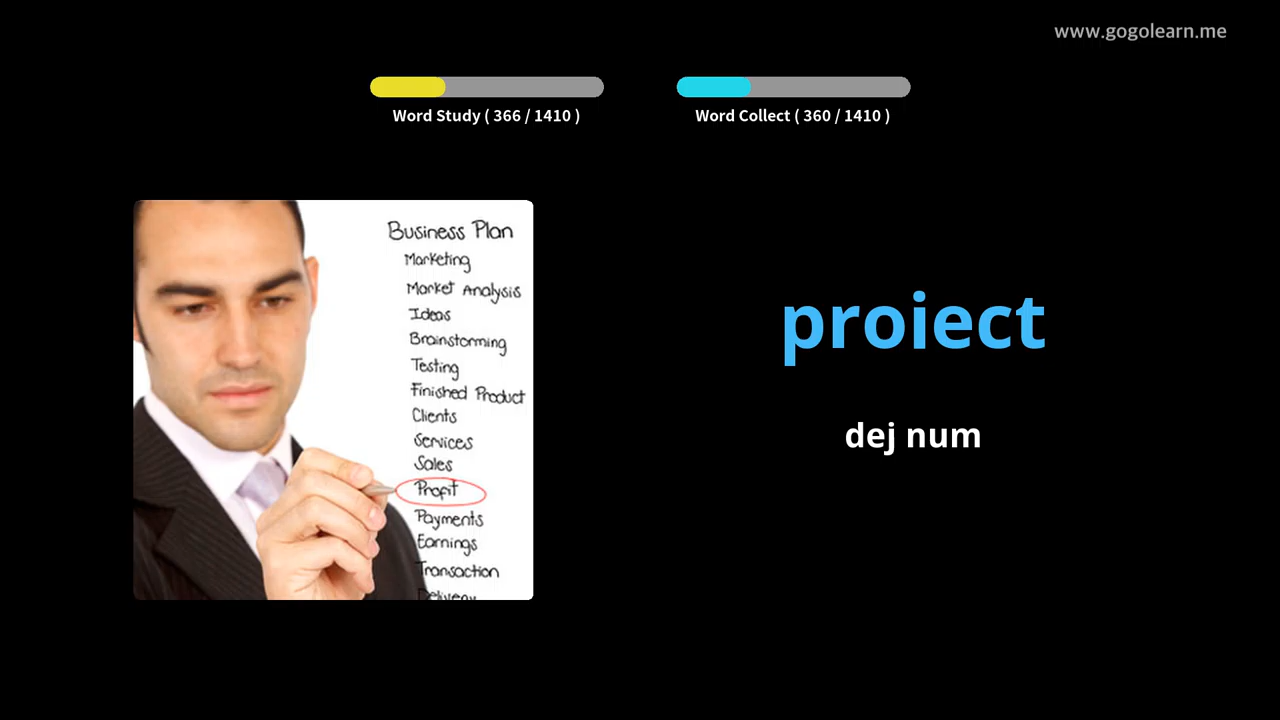 www.gogolearn.me
Word Study ( 366 / 1410 )
Word Collect ( 360 / 1410 )
Business Plan
Marketing
Market Analysis
Ideas
Brainstorming
Testing
Finished Product
Clients
Services
Sales
Profit
Payments
Earnings
Transaction
Delivery
proiect
dej num